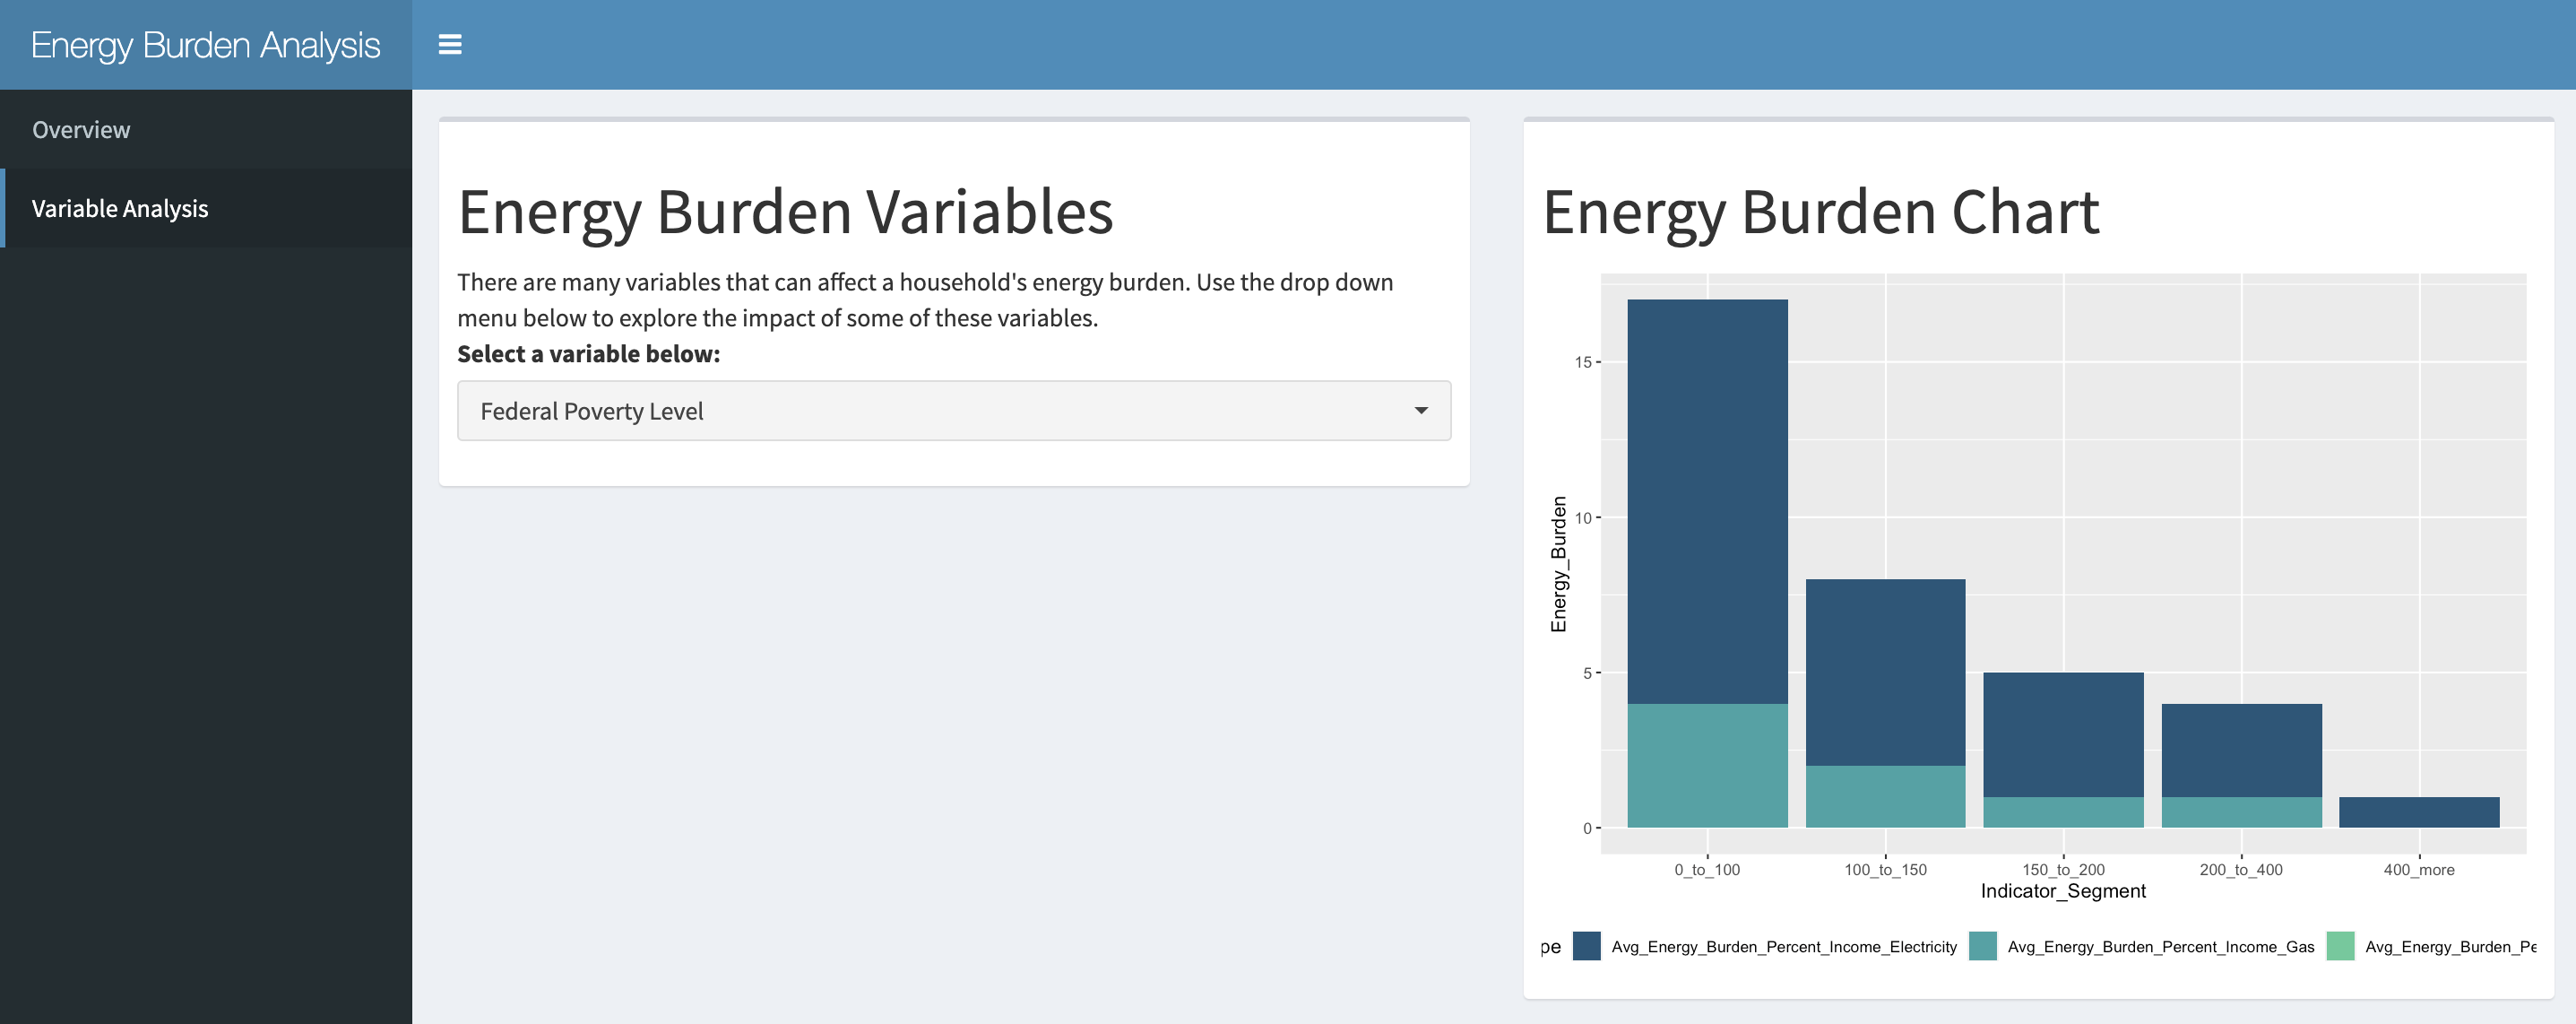 Energy Burden Analysis
Overview
Variable Analysis
Energy Burden Variables
There are many variables that can affect a household's energy burden. Use the drop down
menu below to explore the impact of some of these variables.
Select a variable below:
Federal Poverty Level
Energy Burden Chart
Energy_Burden
15
10
5
0
0_to_100
100_to_150
150_to_200
200_to_400
400_more
Indicator_Segment
pe
Avg_Energy_Burden_Percent_Income_Electricity
Avg_Energy_Burden_Percent_Income_Gas
Avg_Energy_Burden_Pe